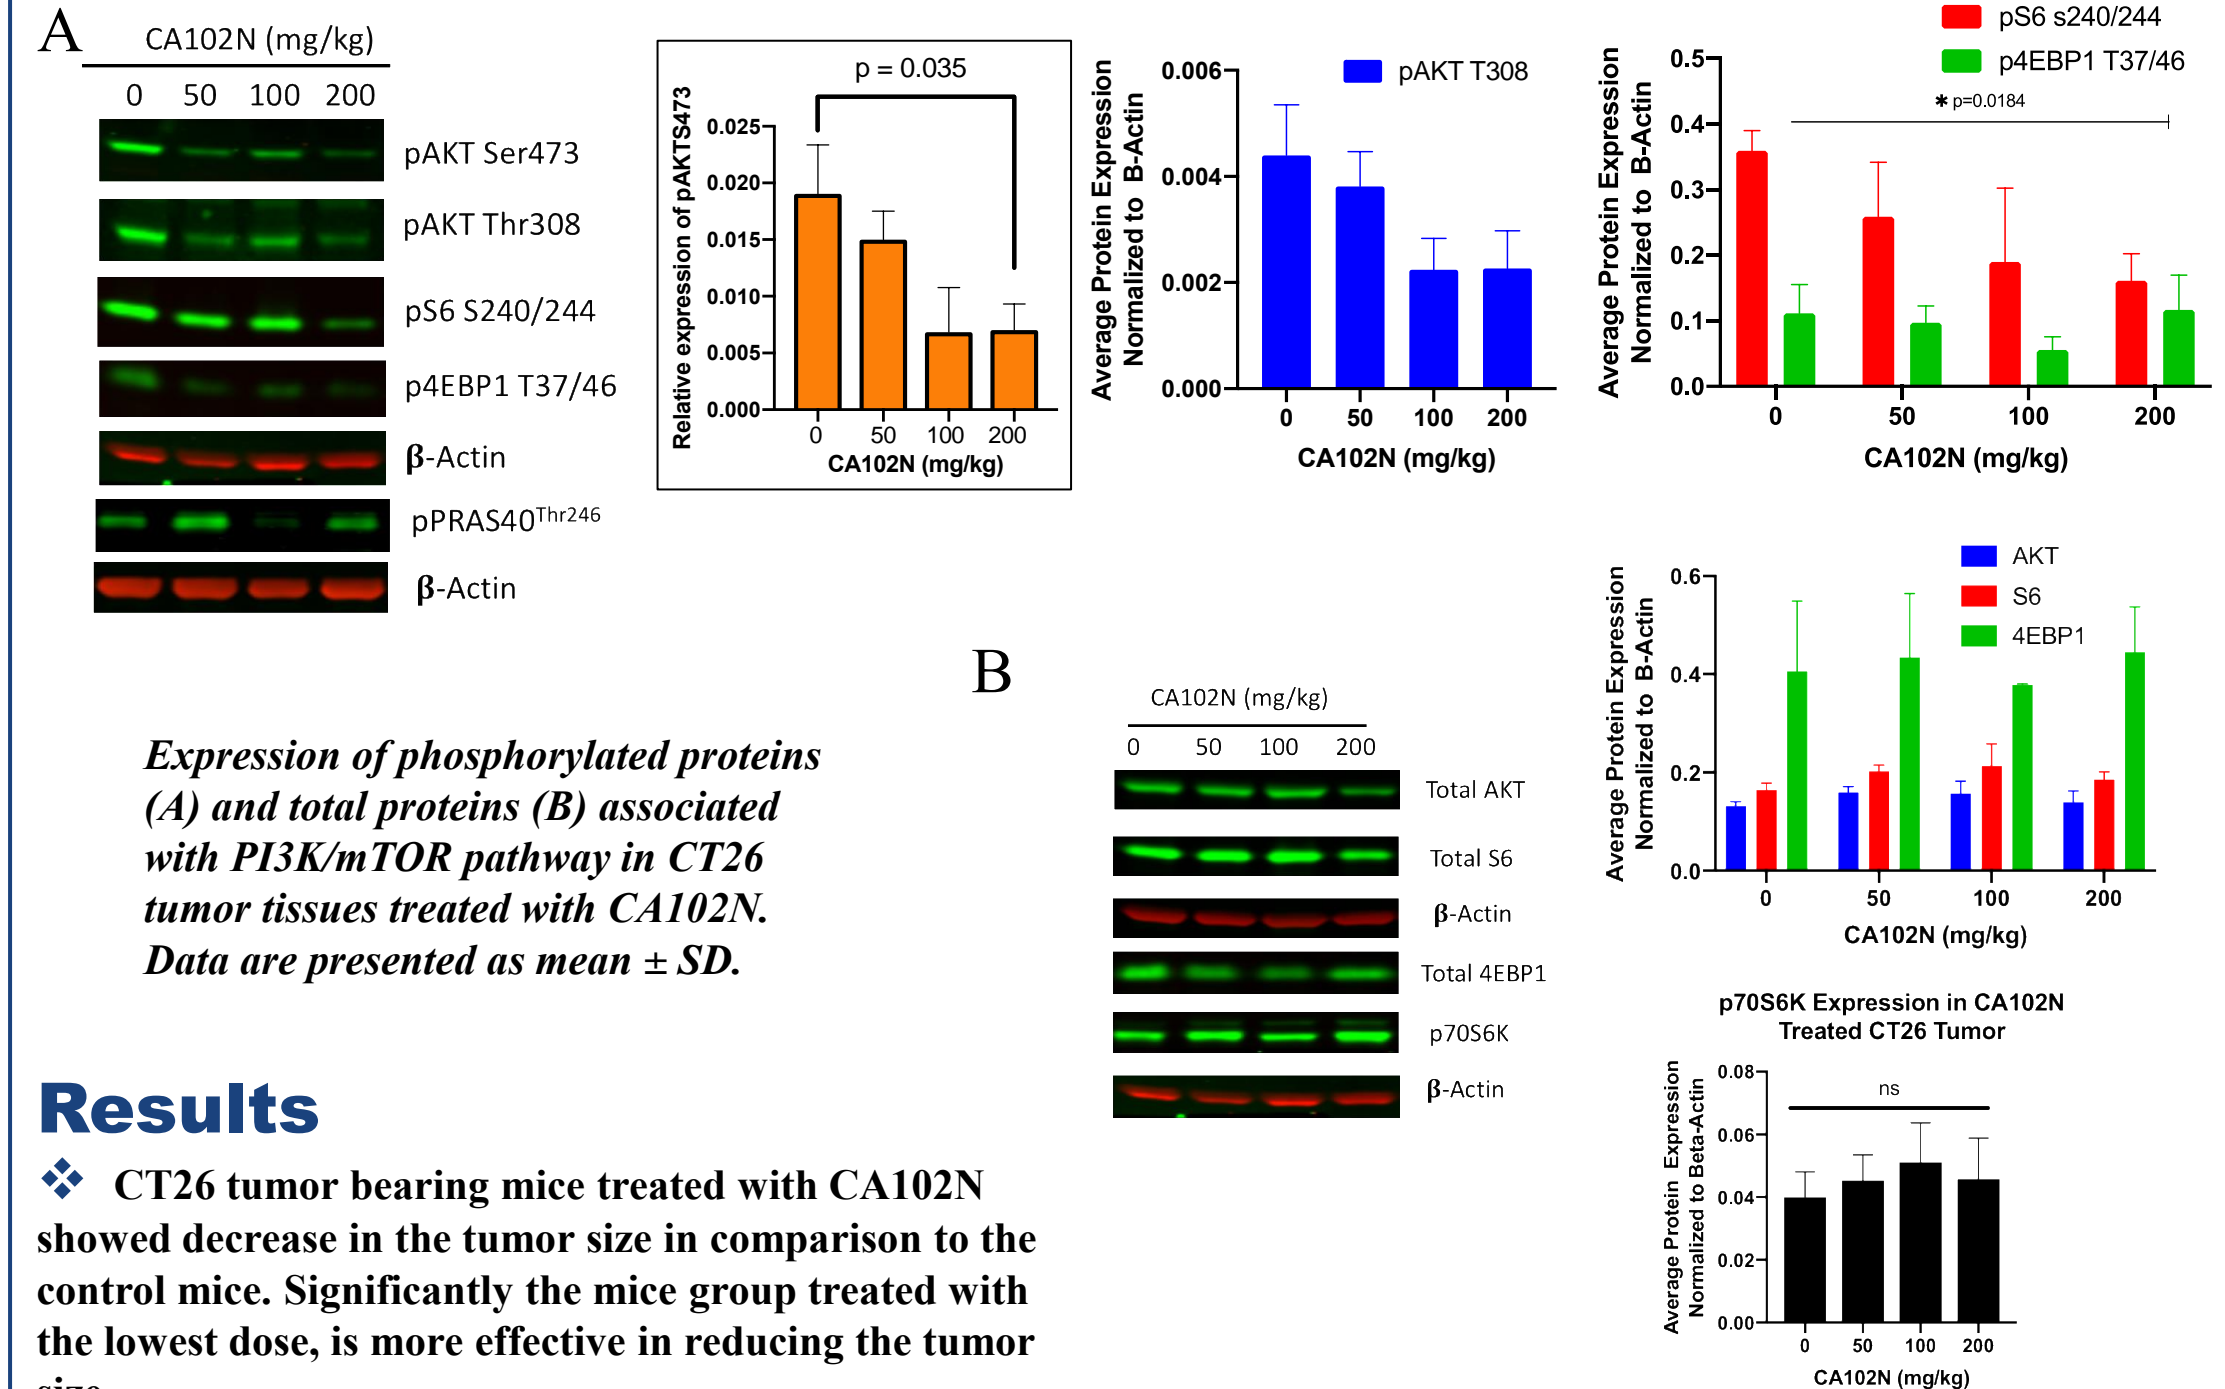 A
CA102N (mg/kg)
0 50 100 200
pAKT Ser473
pAKT Thr308
pS6 S240/244
p4EBP1 T37/46
β-Actin
pPRAS40Thr246
β-Actin
p = 0.035
Relative expression of pAKTS473
0.025
0.020
0.015
0.010
0.005
0.000
0 50 100 200
CA102N (mg/kg)
pAKT T308
Average Protein Expression
Normalized to B-Actin
0.006
0.004
0.002
0.000
0 50 100 200
CA102N (mg/kg)
pS6 s240/244
p4EBP1 T37/46
* p=0.0184
Average Protein Expression
Normalized to B-Actin
0.5
0.4
0.3
0.2
0.1
0.0
0 50 100 200
CA102N (mg/kg)
Expression of phosphorylated proteins
(A) and total proteins (B) associated
with PI3K/mTOR pathway in CT26
tumor tissues treated with CA102N.
Data are presented as mean ± SD.
B
CA102N (mg/kg)
0 50 100 200
Total AKT
Total S6
β-Actin
Total 4EBP1
p70S6K
β-Actin
AKT
S6
4EBP1
Average Protein Expression
Normalized to B-Actin
0.6
0.4
0.2
0.0
0 50 100 200
CA102N (mg/kg)
p70S6K Expression in CA102N
Treated CT26 Tumor
ns
Average Protein Expression
Normalized to Beta-Actin
0.08
0.06
0.04
0.02
0.00
0 50 100 200
CA102N (mg/kg)
Results
❖ CT26 tumor bearing mice treated with CA102N
showed decrease in the tumor size in comparison to the
control mice. Significantly the mice group treated with
the lowest dose, is more effective in reducing the tumor